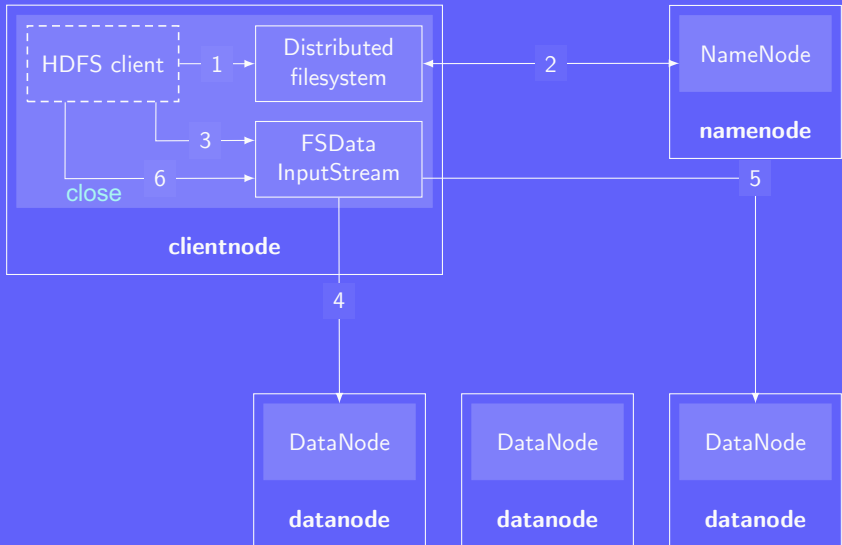 HDFS client
1
Distributed
filesystem
2
NameNode
namenode
3
FSData
InputStream
6
close
5
clientnode
4
DataNode
datanode
DataNode
datanode
DataNode
datanode